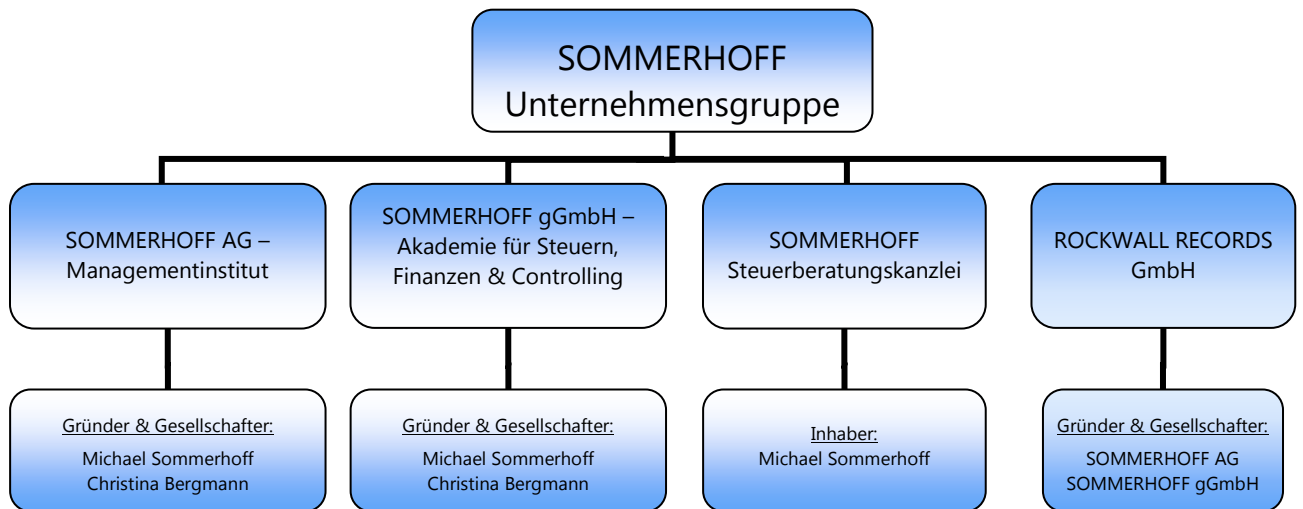 SOMMERHOFF
Unternehmensgruppe
SOMMERHOFF AG –
Managementinstitut
SOMMERHOFF gGmbH –
Akademie für Steuern,
Finanzen & Controlling
SOMMERHOFF
Steuerberatungskanzlei
ROCKWALL RECORDS
GmbH
Gründer & Gesellschafter:
Michael Sommerhoff
Christina Bergmann
Gründer & Gesellschafter:
Michael Sommerhoff
Christina Bergmann
Inhaber:
Michael Sommerhoff
Gründer & Gesellschafter:
SOMMERHOFF AG
SOMMERHOFF gGmbH